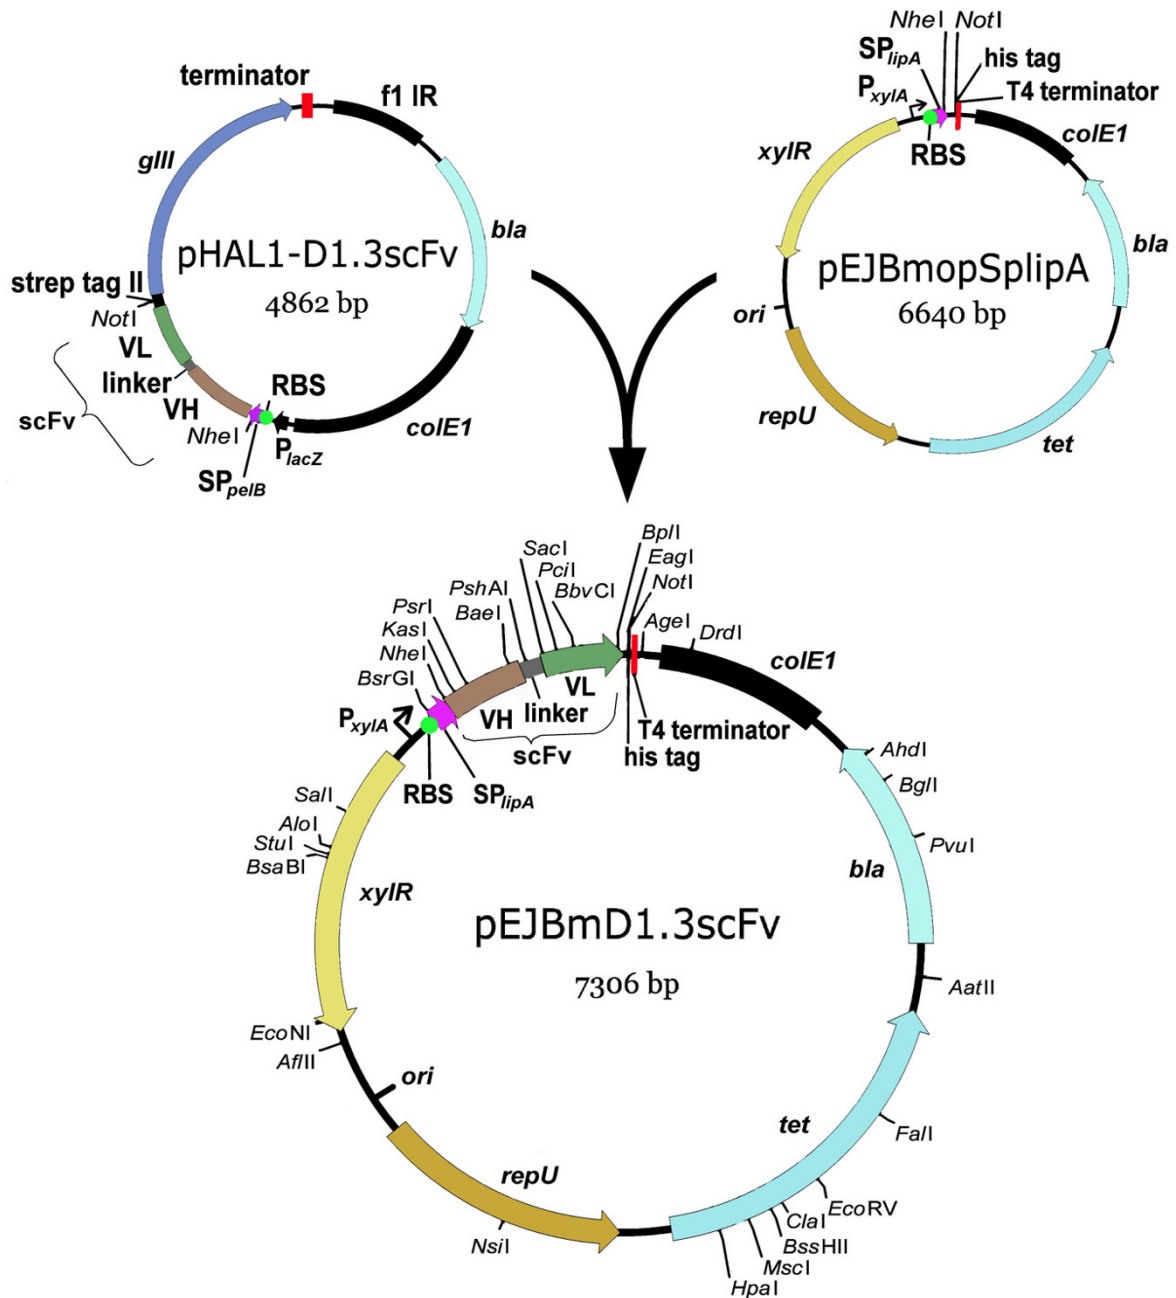 terminator
f1 IR
gIII
bla
pHAL1-D1.3scFv
4862 bp
strep tag II
NotI
VL
linker
VH
scFv
NheI
RBS
PlacZ
SPpelB
colE1
NheI
NotI
SPlipA
his tag
PxylA
T4 terminator
RBS
colE1
xylR
bla
pEJBmopSplipA
6640 bp
ori
repU
tet
BplI
EagI
NotI
SacI
PciI
BbvCI
PshAI
BaeI
AgeI
DrdI
PsrI
KasI
NheI
BsrGI
colE1
VL
VH
linker
PxylA
scFv
T4 terminator
his tag
RBS
SPlipA
AhdI
BglI
SalI
AloI
StuI
BsaBI
PvuI
xylR
bla
pEJBmD1.3scFv
7306 bp
AatII
EcoNI
AflII
ori
tet
FalI
repU
EcoRV
ClaI
BssHII
NsiI
MscI
HpaI